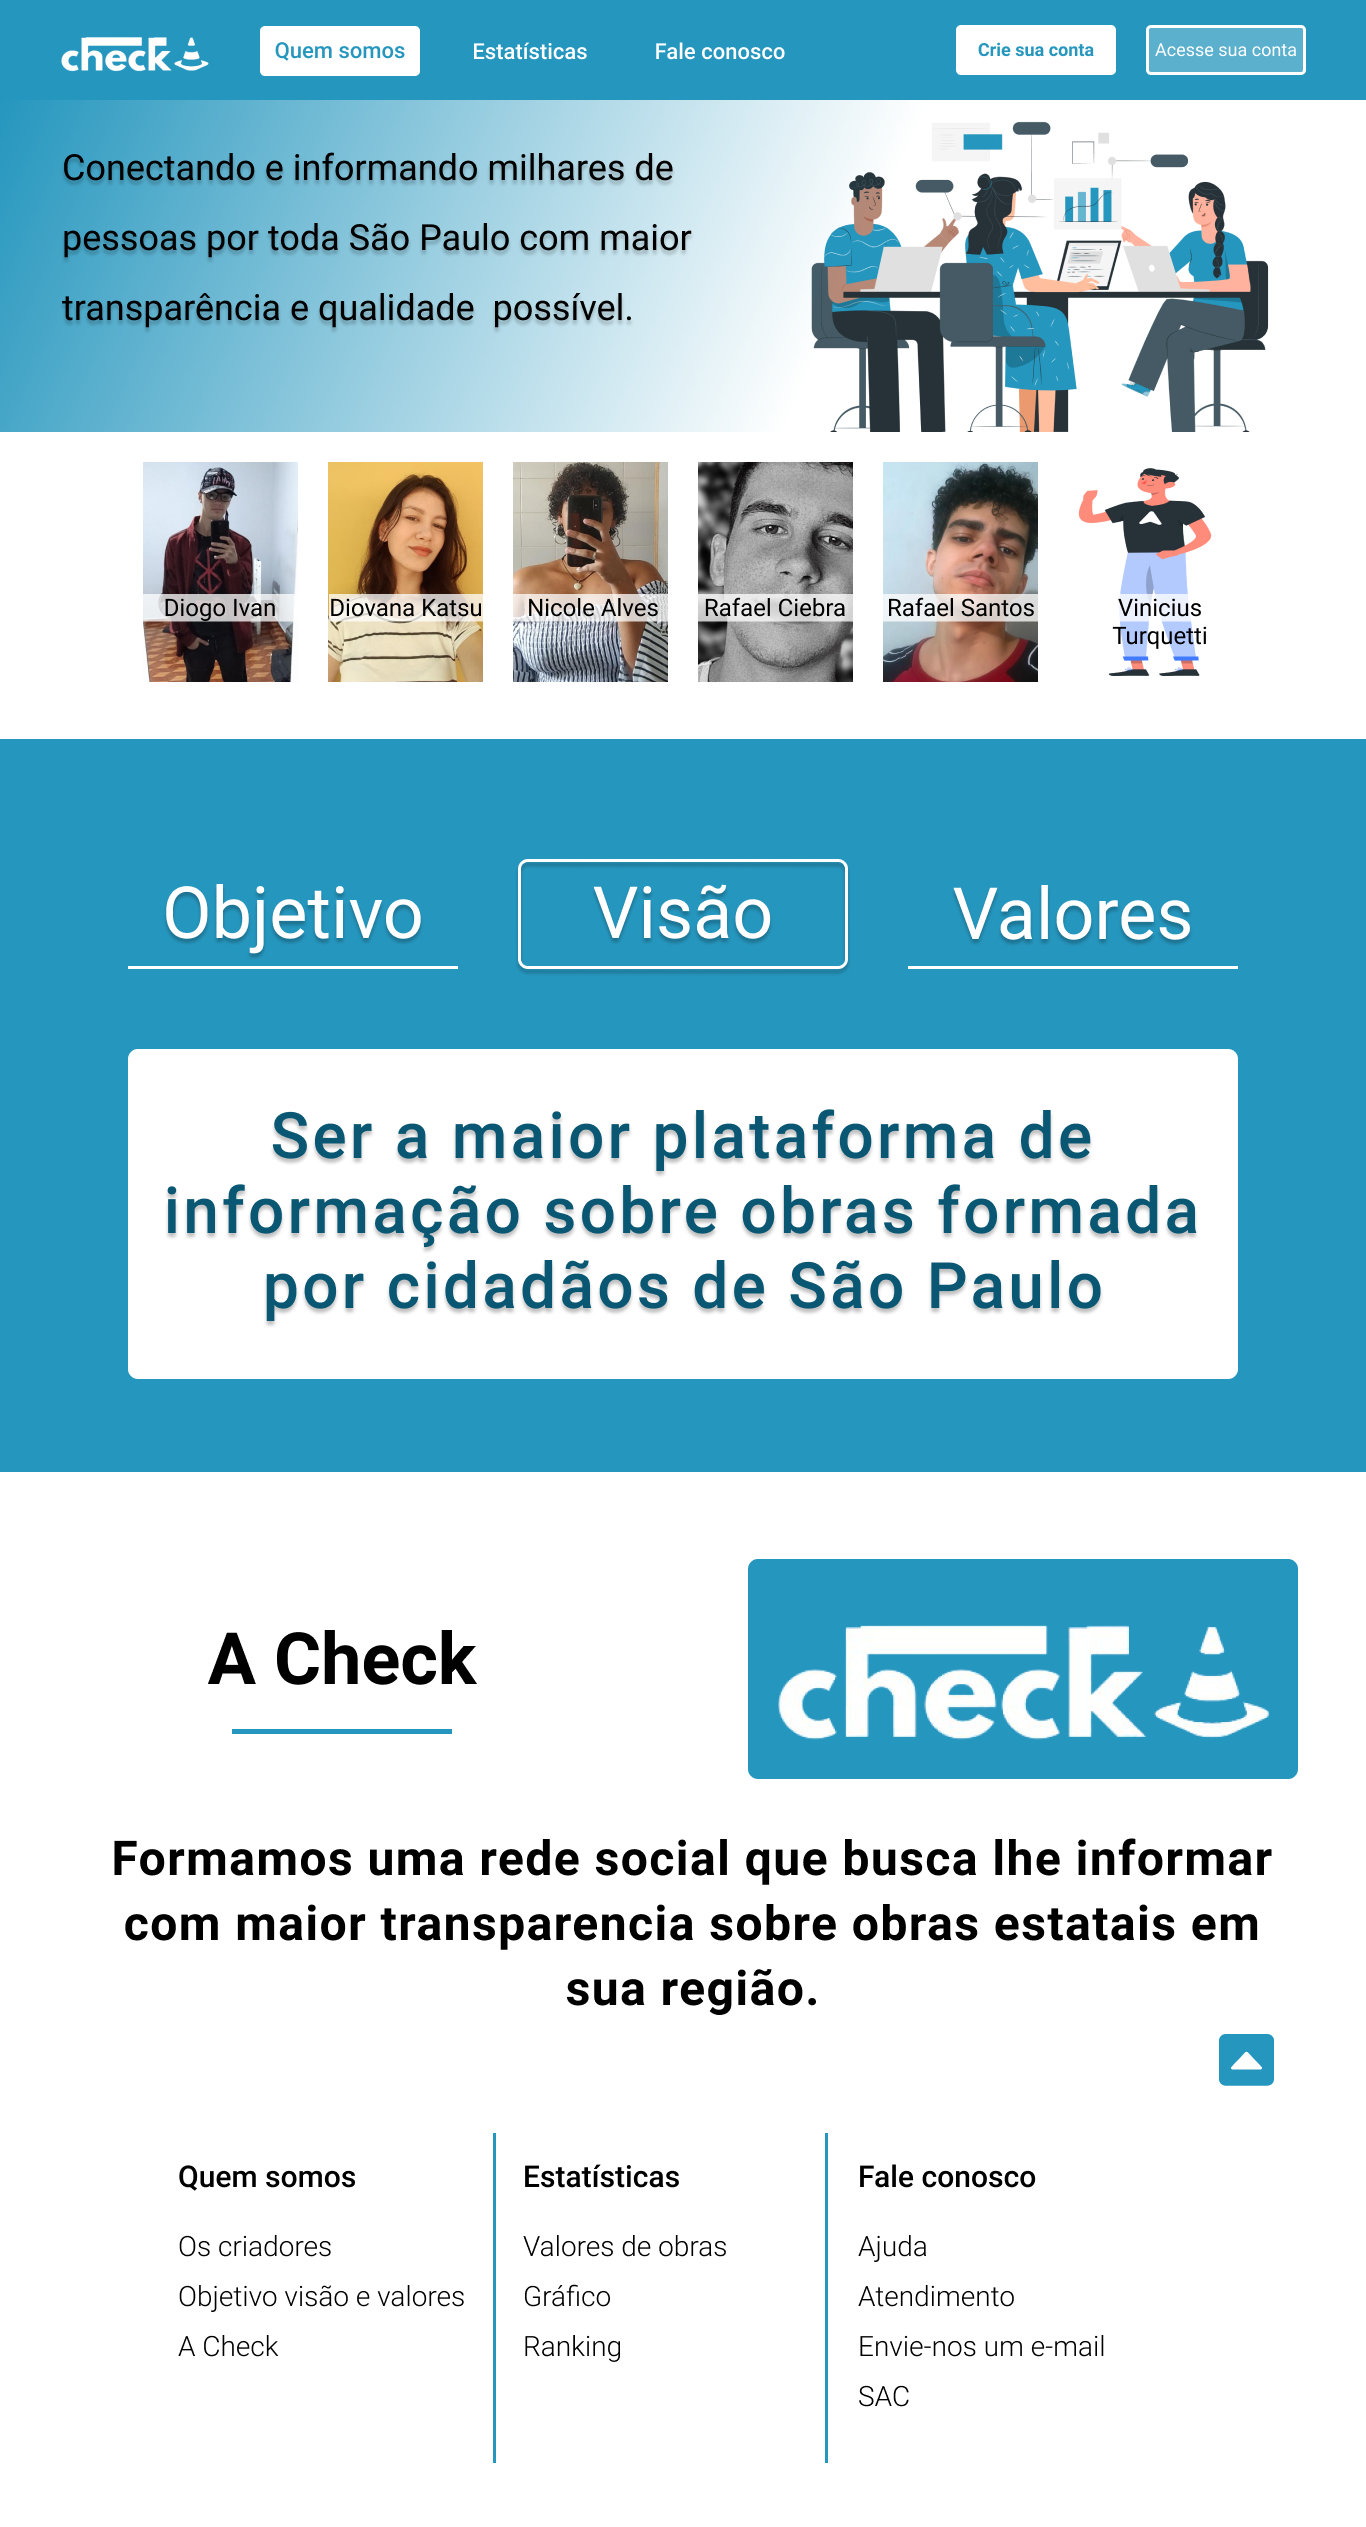 check
Quem somos
Estatísticas
Fale conosco
Crie sua conta
Acesse sua conta
Conectando e informando milhares de
pessoas por toda São Paulo com maior
transparência e qualidade  possível.
Diogo Ivan
Diovana Katsu
Nicole Alves
Rafael Ciebra
Rafael Santos
Vinicius
Turquetti
Objetivo
Visão
Valores
Ser a maior plataforma de
informação sobre obras formada
por cidadãos de São Paulo
A Check
check
Formamos uma rede social que busca lhe informar
com maior transparencia sobre obras estatais em
sua região.
Quem somos
Os criadores
Objetivo visão e valores
A Check
Estatísticas
Valores de obras
Gráfico
Ranking
Fale conosco
Ajuda
Atendimento
Envie-nos um e-mail
SAC